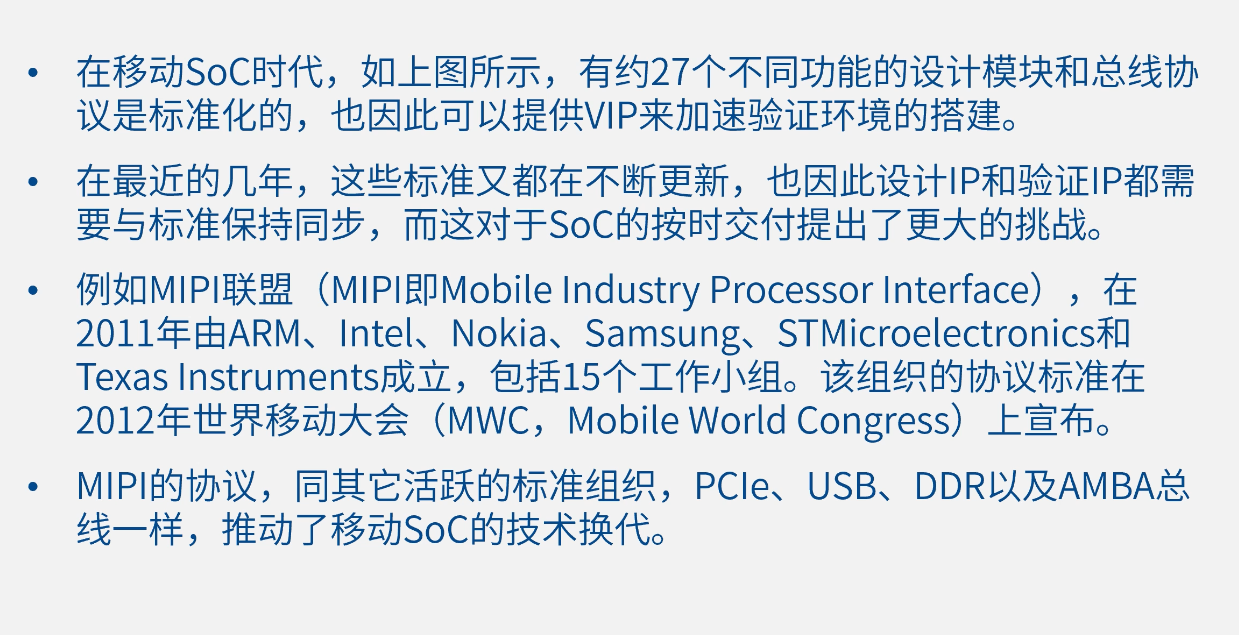 • 在移动SoC时代，如上图所示，有约27个不同功能的设计模块和总线协
议是标准化的，也因此可以提供VIP来加速验证环境的搭建。
• 在最近的几年，这些标准又都在不断更新，也因此设计IP和验证IP都需
要与标准保持同步，而这对于SoC的按时交付提出了更大的挑战。
• 例如MIPI联盟（MIPI即Mobile Industry Processor Interface），在
2011年由ARM、Intel、Nokia、Samsung、STMicroelectronics和
Texas Instruments成立，包括15个工作小组。该组织的协议标准在
2012年世界移动大会（MWC，Mobile World Congress）上宣布。
• MIPI的协议，同其它活跃的标准组织，PCIe、USB、DDR以及AMBA总
线一样，推动了移动SoC的技术换代。